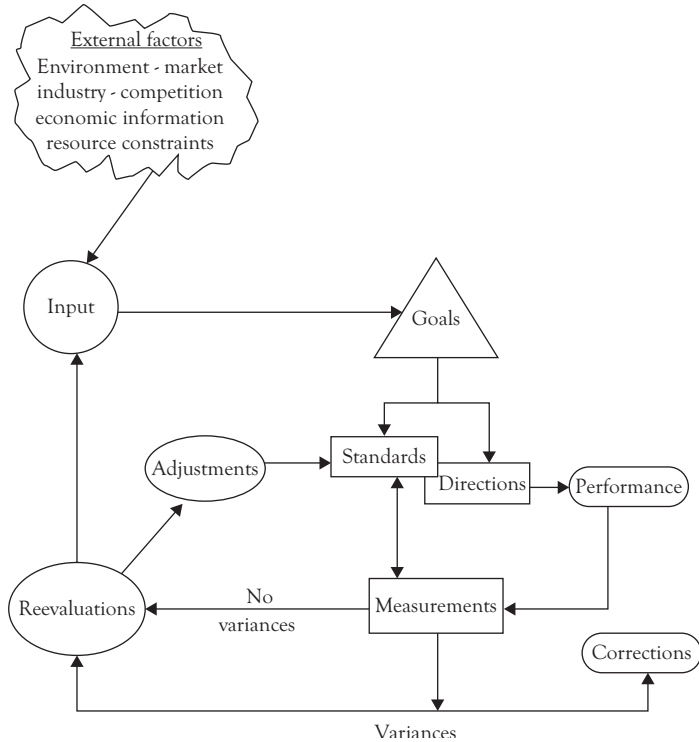 External factors
Environment - market
industry - competition
economic information
resource constraints
Input
Goals
Adjustments
Standards
Directions
Performance
Reevaluations
No
variances
Measurements
Corrections
Variances